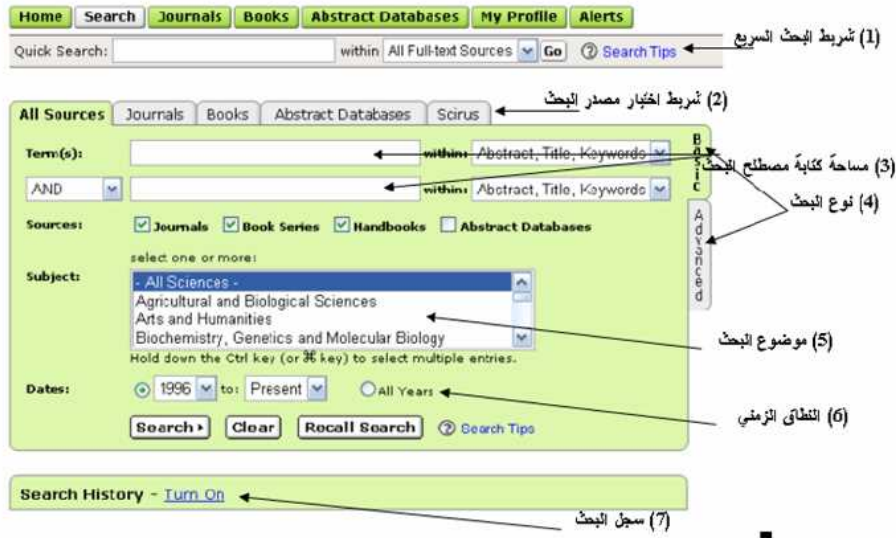 Home Search Journals Books Abstract Databases My Profile Alerts
Quick Search: within All Full-text Sources Go ? Search Tips
(1) شريط البحث السريع
(2) شريط اختيار مصدر البحث
All Sources Journals Books Abstract Databases Scirus
Term(s): within: Abstract, Title, Keywords
(3) مساحة كتابة مصطلح البحث
AND within: Abstract, Title, Keywords
Basic
(4) نوع البحث
Advanced
Sources: Journals Book Series Handbooks Abstract Databases
select one or more:
Subject: - All Sciences -
Agricultural and Biological Sciences
Arts and Humanities
Biochemistry, Genetics and Molecular Biology
(5) موضوع البحث
Hold down the Ctrl key (or ⌘ key) to select multiple entries.
Dates: 1996 to: Present All Years
(6) النطاق الزمني
Search Clear Recall Search ? Search Tips
Search History - Turn On
(7) سجل البحث